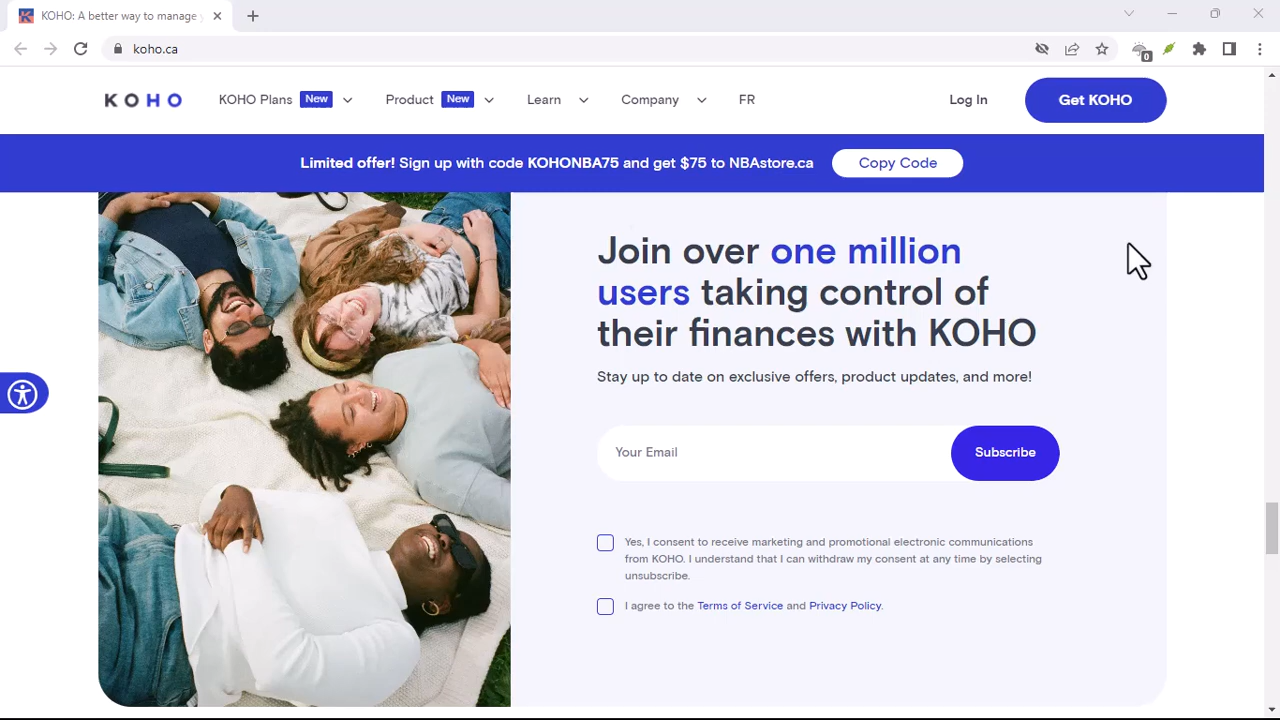 KOHO: A better way to manage
koho.ca
0
KOHO
KOHO Plans New
Product New
Learn
Company
FR
Log In
Get KOHO
Limited offer! Sign up with code KOHONBA75 and get $75 to NBAstore.ca
Copy Code
Join over one million
users taking control of
their finances with KOHO
Stay up to date on exclusive offers, product updates, and more!
Your Email
Subscribe
Yes, I consent to receive marketing and promotional electronic communications
from KOHO. I understand that I can withdraw my consent at any time by selecting
unsubscribe.
I agree to the Terms of Service and Privacy Policy.